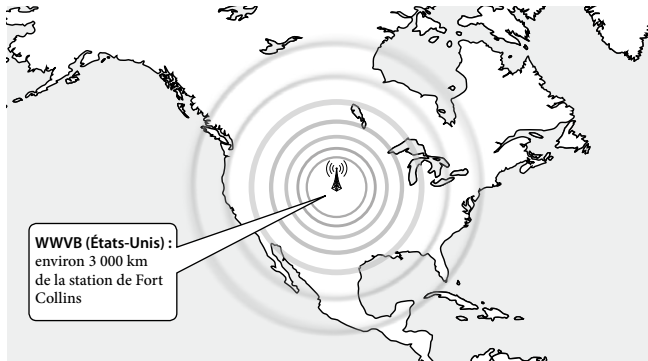 WWVB (États-Unis) :
environ 3 000 km
de la station de Fort
Collins